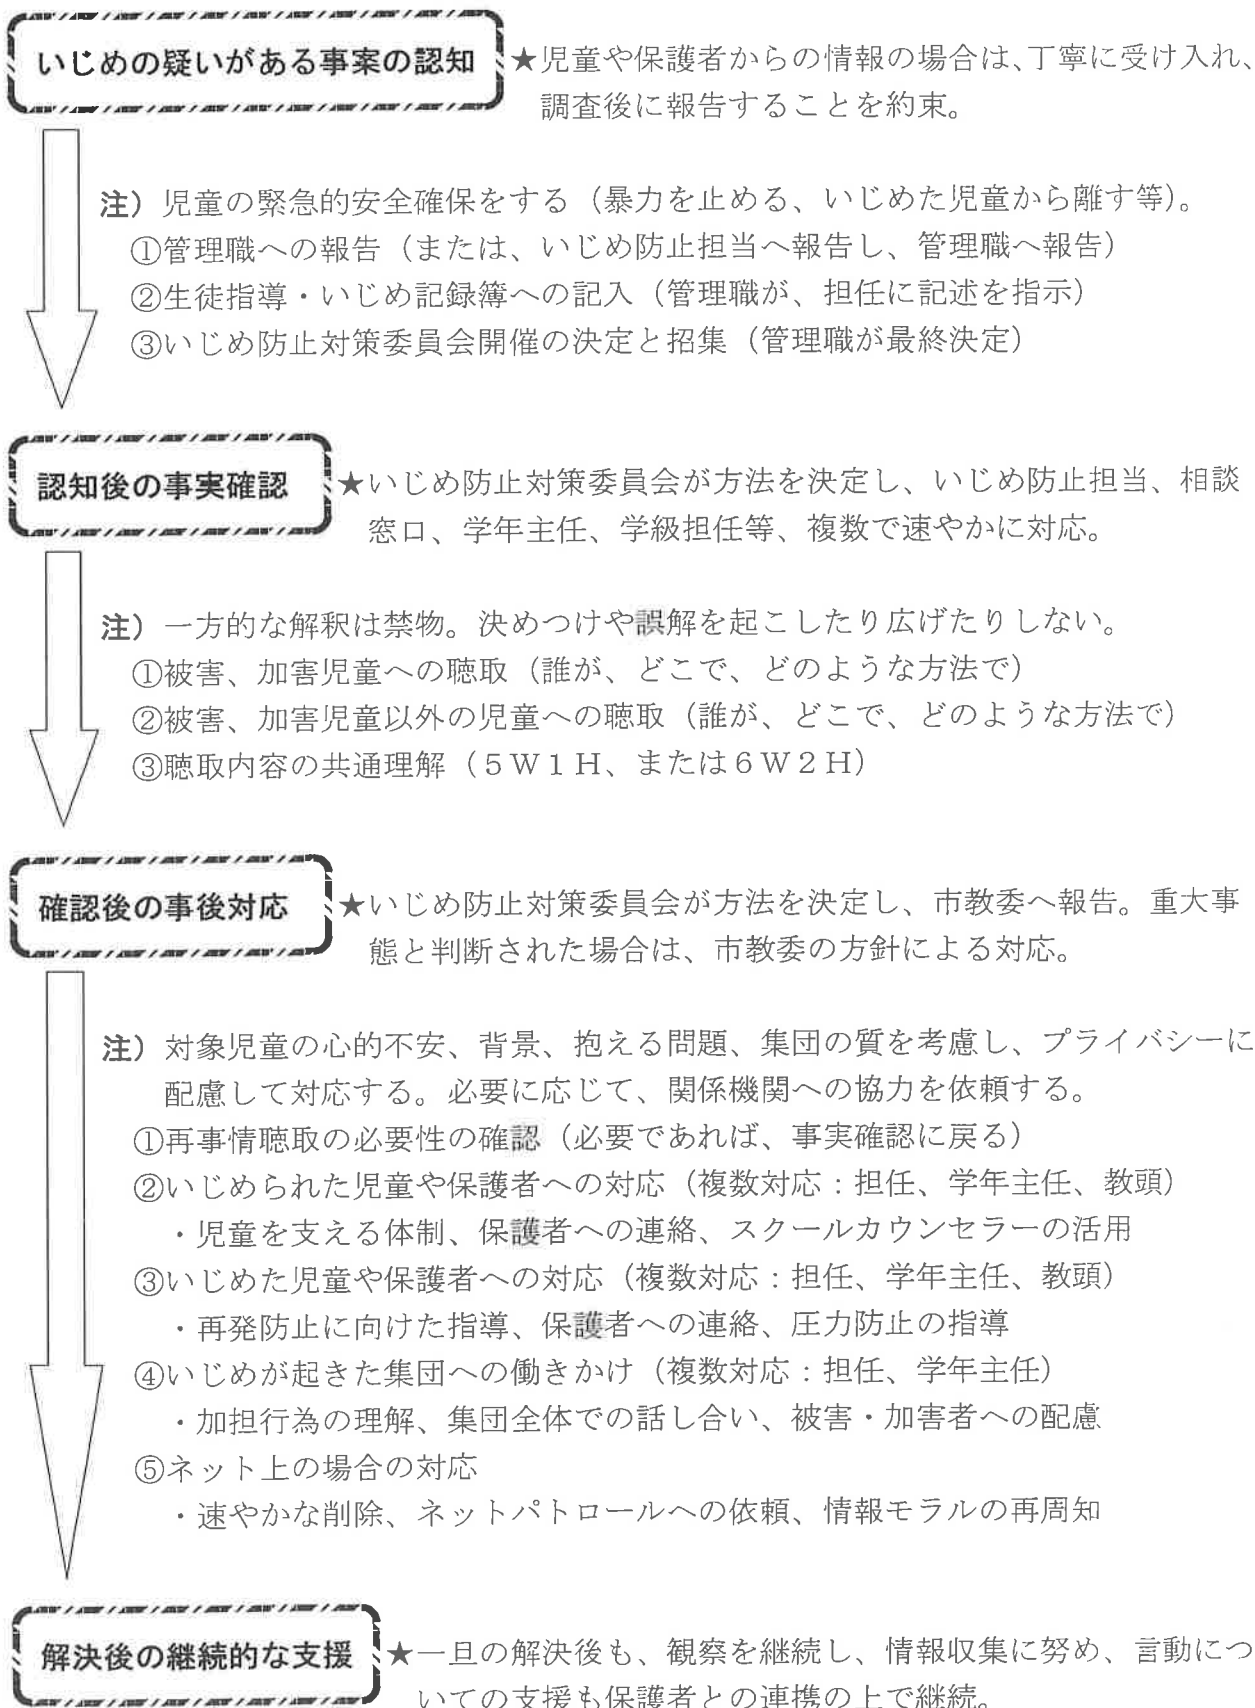 いじめの疑いがある事案の認知 ★児童や保護者からの情報の場合は、丁寧に受け入れ、
調査後に報告することを約束。
注）児童の緊急的安全確保をする（暴力を止める、いじめた児童から離す等）。
①管理職への報告（または、いじめ防止担当へ報告し、管理職へ報告）
②生徒指導・いじめ記録簿への記入（管理職が、担任に記述を指示）
③いじめ防止対策委員会開催の決定と招集（管理職が最終決定）
認知後の事実確認 ★いじめ防止対策委員会が方法を決定し、いじめ防止担当、相談
窓口、学年主任、学級担任等、複数で速やかに対応。
注）一方的な解釈は禁物。決めつけや誤解を起こしたり広げたりしない。
①被害、加害児童への聴取（誰が、どこで、どのような方法で）
②被害、加害児童以外の児童への聴取（誰が、どこで、どのような方法で）
③聴取内容の共通理解（５Ｗ１Ｈ、または６Ｗ２Ｈ）
確認後の事後対応 ★いじめ防止対策委員会が方法を決定し、市教委へ報告。重大事
態と判断された場合は、市教委の方針による対応。
注）対象児童の心的不安、背景、抱える問題、集団の質を考慮し、プライバシーに
配慮して対応する。必要に応じて、関係機関への協力を依頼する。
①再事情聴取の必要性の確認（必要であれば、事実確認に戻る）
②いじめられた児童や保護者への対応（複数対応：担任、学年主任、教頭）
・児童を支える体制、保護者への連絡、スクールカウンセラーの活用
③いじめた児童や保護者への対応（複数対応：担任、学年主任、教頭）
・再発防止に向けた指導、保護者への連絡、圧力防止の指導
④いじめが起きた集団への働きかけ（複数対応：担任、学年主任）
・加担行為の理解、集団全体での話し合い、被害・加害者への配慮
⑤ネット上の場合の対応
・速やかな削除、ネットパトロールへの依頼、情報モラルの再周知
解決後の継続的な支援 ★一旦の解決後も、観察を継続し、情報収集に努め、言動につ
いての支援も保護者との連携の上で継続。